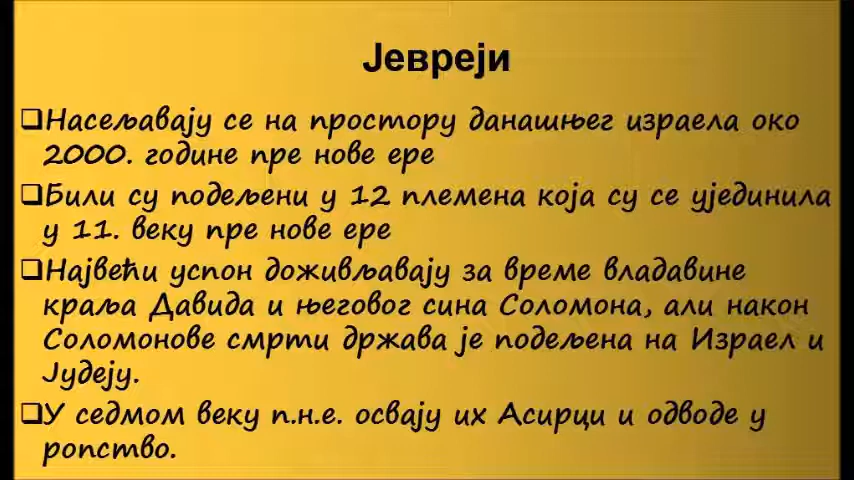 Јевреји
Насељавају се на простору данашњег израела око
2000. године пре нове ере
Били су подељени у 12 племена која су се ујединила
у 11. веку пре нове ере
Највећи успон доживљавају за време владавине
краља Давида и његовог сина Соломона, али након
Соломонове смрти држава је подељена на Израел и
Јудеју.
У седмом веку п.н.е. освају их Асирци и одводе у
ропство.